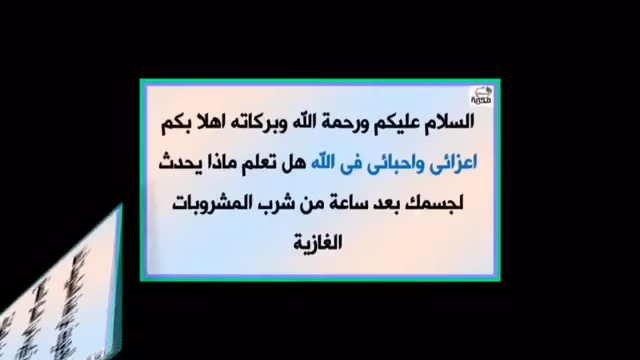 السلام عليكم ورحمة الله وبركاته اهلا بكم
اعزائى واحبائى فى الله هل تعلم ماذا يحدث
لجسمك بعد ساعة من شرب المشروبات
الغازية